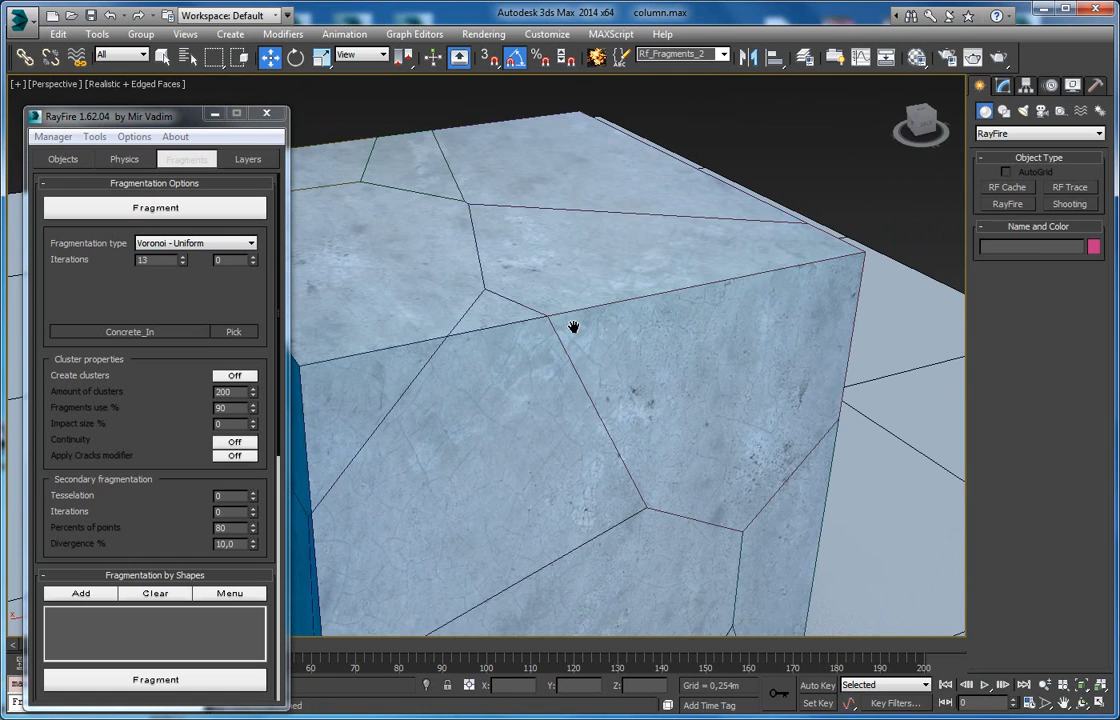 Workspace: Default
Autodesk 3ds Max 2014 x64 column.max
Edit Tools Group Views Create Modifiers Animation Graph Editors Rendering Customize MAXScript Help
All View RF_Fragments_2
[+] [Perspective] [Realistic + Edged Faces]
RayFire 1.62.04 by Mir Vadim
Manager Tools Options About
Objects Physics Fragments Layers
- Fragmentation Options
Fragment
Fragmentation type Voronoi - Uniform
Iterations 13 0
Concrete_In Pick
Cluster properties
Create clusters Off
Amount of clusters 200
Fragments use % 90
Impact size % 0
Continuity Off
Apply Cracks modifier Off
Secondary fragmentation
Tesselation 0
Iterations 0
Percents of points 80
Divergence % 10,0
- Fragmentation by Shapes
Add Clear Menu
Fragment
RayFire
- Object Type
AutoGrid
RF Cache RF Trace
RayFire Shooting
- Name and Color
60 70 80 90 100 110 120 130 140 150 160 170 180 190 200
X: Y: Z: Grid = 0,254m
Auto Key Selected
Add Time Tag Set Key Key Filters... 0